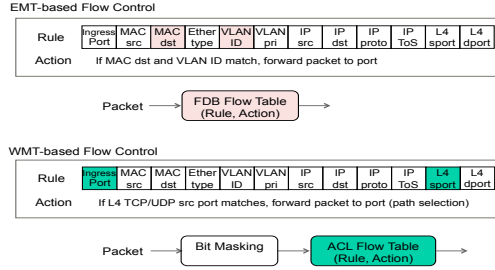 EMT-based Flow Control
Rule Ingress Port MAC src MAC dst Ether type VLAN ID VLAN pri IP src IP dst IP proto IP ToS L4 sport L4 dport
Action If MAC dst and VLAN ID match, forward packet to port
Packet FDB Flow Table (Rule, Action)
WMT-based Flow Control
Rule Ingress Port MAC src MAC dst Ether type VLAN ID VLAN pri IP src IP dst IP proto IP ToS L4 sport L4 dport
Action If L4 TCP/UDP src port matches, forward packet to port (path selection)
Packet Bit Masking ACL Flow Table (Rule, Action)